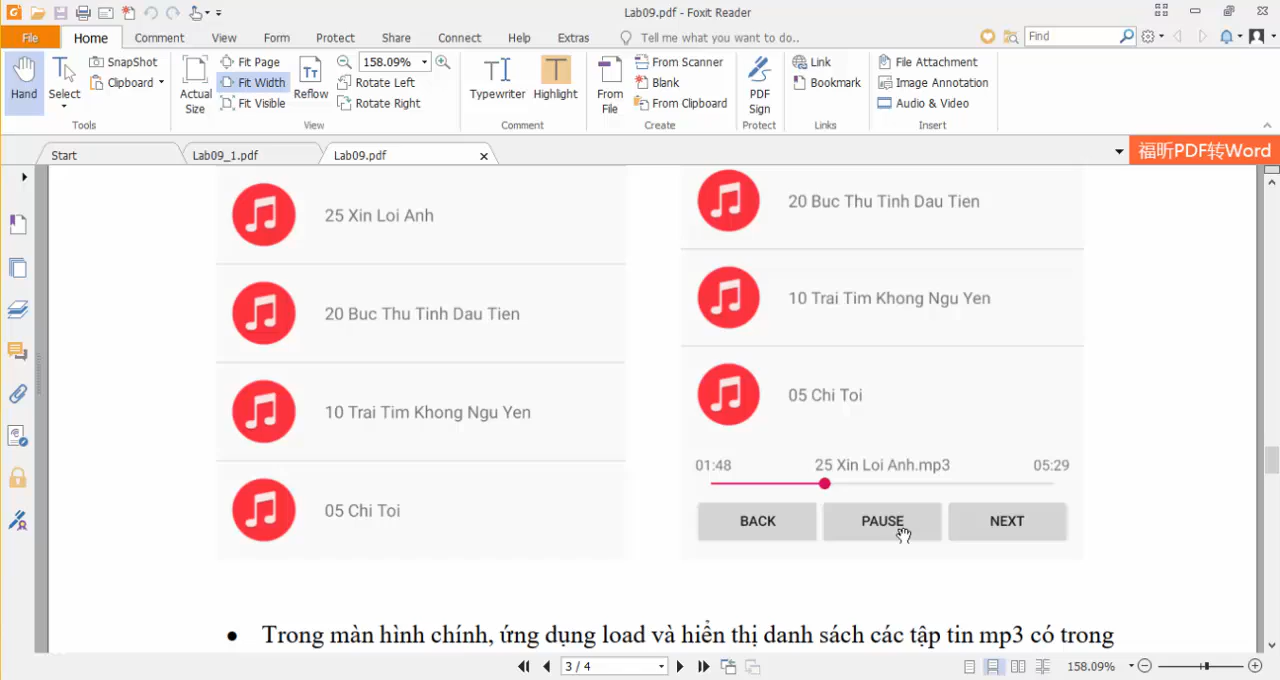 Lab09.pdf - Foxit Reader
File Home Comment View Form Protect Share Connect Help Extras Tell me what you want to do.. Find
Hand Select SnapShot Clipboard
Tools
Actual Size Fit Page Fit Width Fit Visible Reflow 158.09% Rotate Left Rotate Right
View
Typewriter Highlight
Comment
From File From Scanner Blank From Clipboard
Create
PDF Sign
Protect
Link Bookmark
Links
File Attachment Image Annotation Audio & Video
Insert
Start Lab09_1.pdf Lab09.pdf 福昕PDF转Word
25 Xin Loi Anh
20 Buc Thu Tinh Dau Tien
10 Trai Tim Khong Ngu Yen
05 Chi Toi
20 Buc Thu Tinh Dau Tien
10 Trai Tim Khong Ngu Yen
05 Chi Toi
01:48 25 Xin Loi Anh.mp3 05:29
BACK PAUSE NEXT
• Trong màn hình chính, ứng dụng load và hiển thị danh sách các tập tin mp3 có trong
3 / 4 158.09%